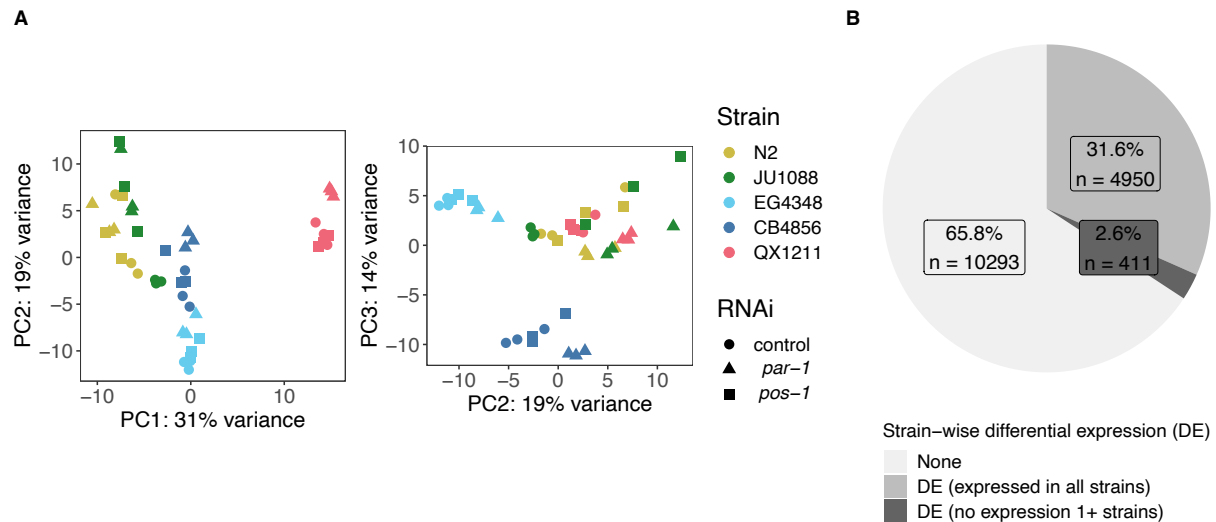 A
B
PC2: 19% variance
10
5
0
−5
−10
−10
0
10
PC1: 31% variance
PC3: 14% variance
10
5
0
−5
−10
−10
−5
0
5
10
PC2: 19% variance
Strain
N2
JU1088
EG4348
CB4856
QX1211
RNAi
control
par-1
pos-1
31.6%
n = 4950
65.8%
n = 10293
2.6%
n = 411
Strain−wise differential expression (DE)
None
DE (expressed in all strains)
DE (no expression 1+ strains)